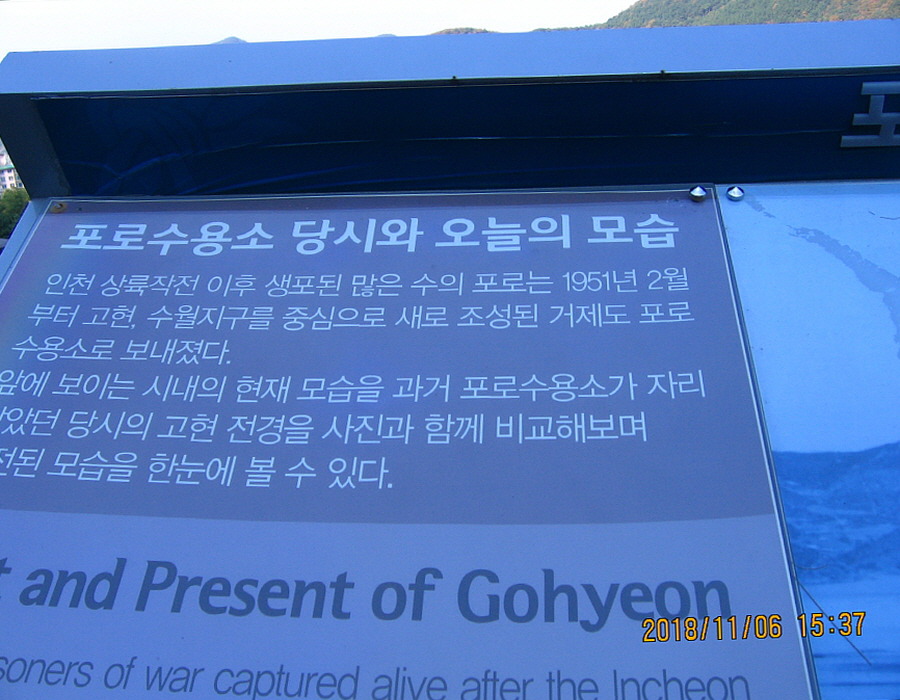 포로수용소 당시와 오늘의 모습
인천 상륙작전 이후 생포된 많은 수의 포로는 1951년 2월
부터 고현, 수월지구를 중심으로 새로 조성된 거제도 포로
수용소로 보내졌다.
앞에 보이는 시내의 현재 모습을 과거 포로수용소가 자리
았던 당시의 고현 전경을 사진과 함께 비교해보며
전된 모습을 한눈에 볼 수 있다.
t and Present of Gohyeon
soners of war captured alive after the Incheon
2018/11/06 15:37